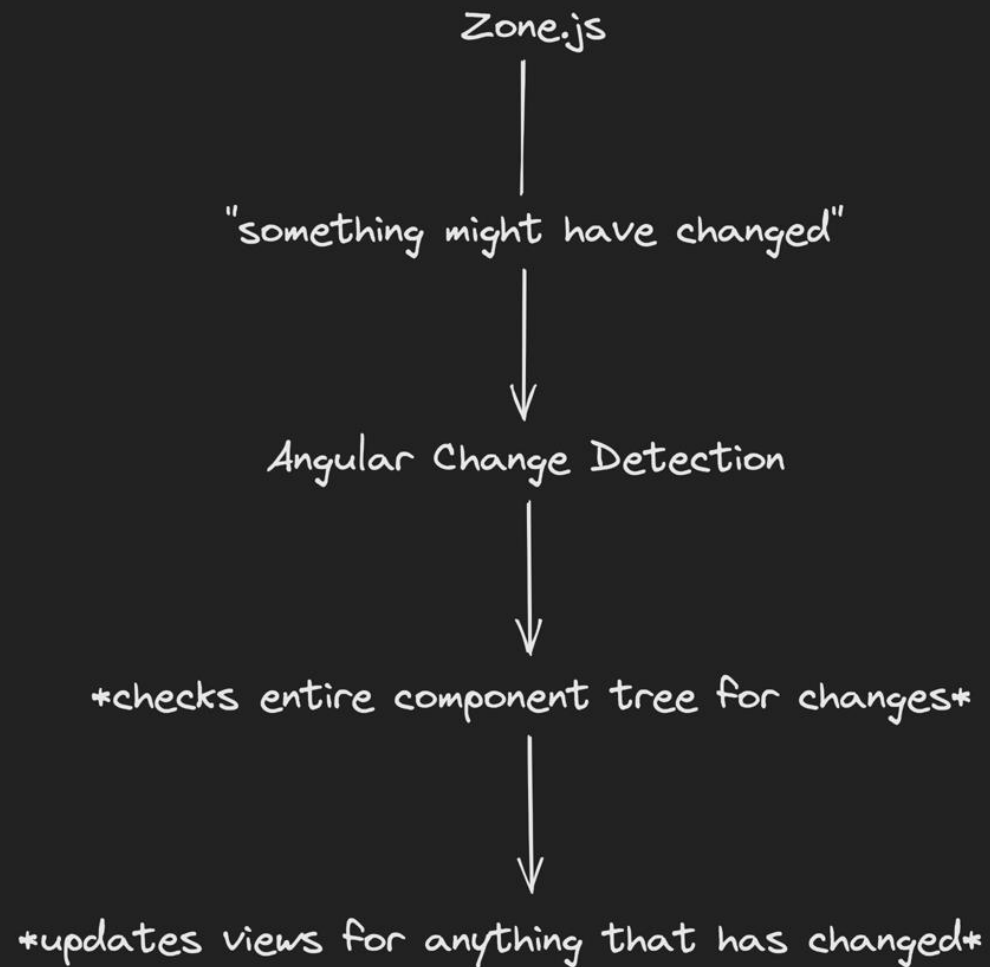 Zone.js
"something might have changed"
Angular Change Detection
*checks entire component tree for changes*
*updates views for anything that has changed*